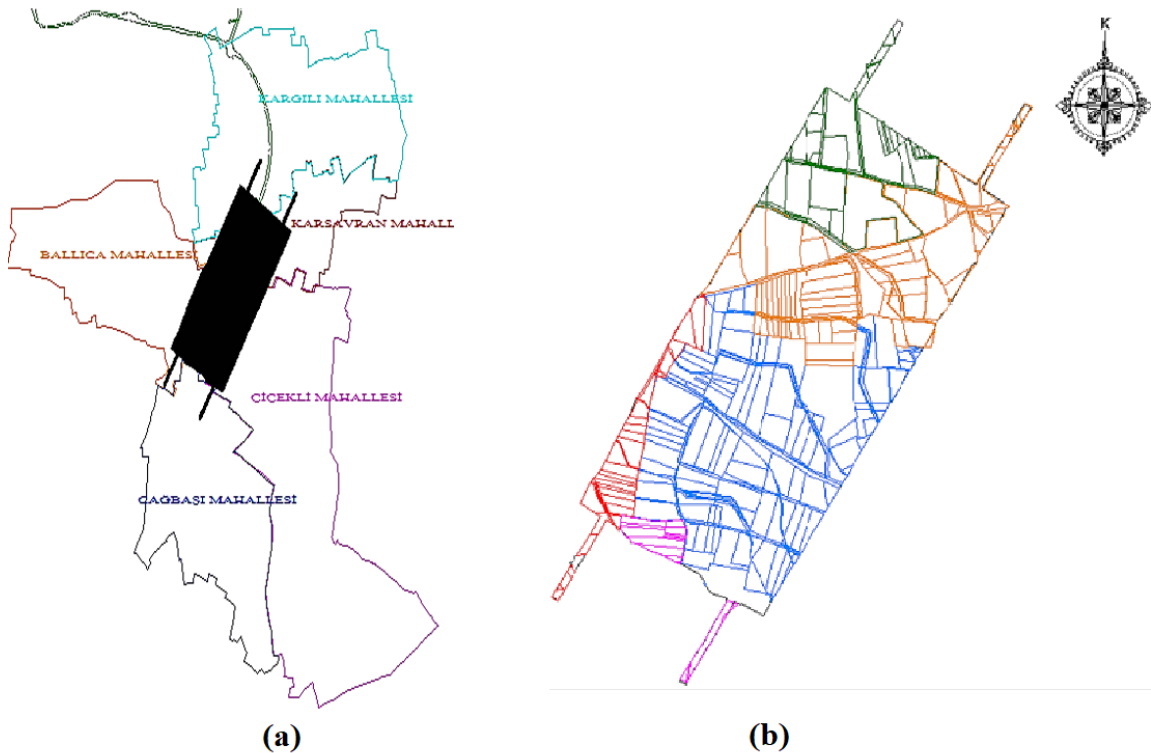 K
KARGILI MAHALLESİ
KARSAVRAN MAHALL
BALLICA MAHALLESİ
ÇİÇEKLİ MAHALLESİ
ÇAĞBAŞI MAHALLESİ
(a)
(b)